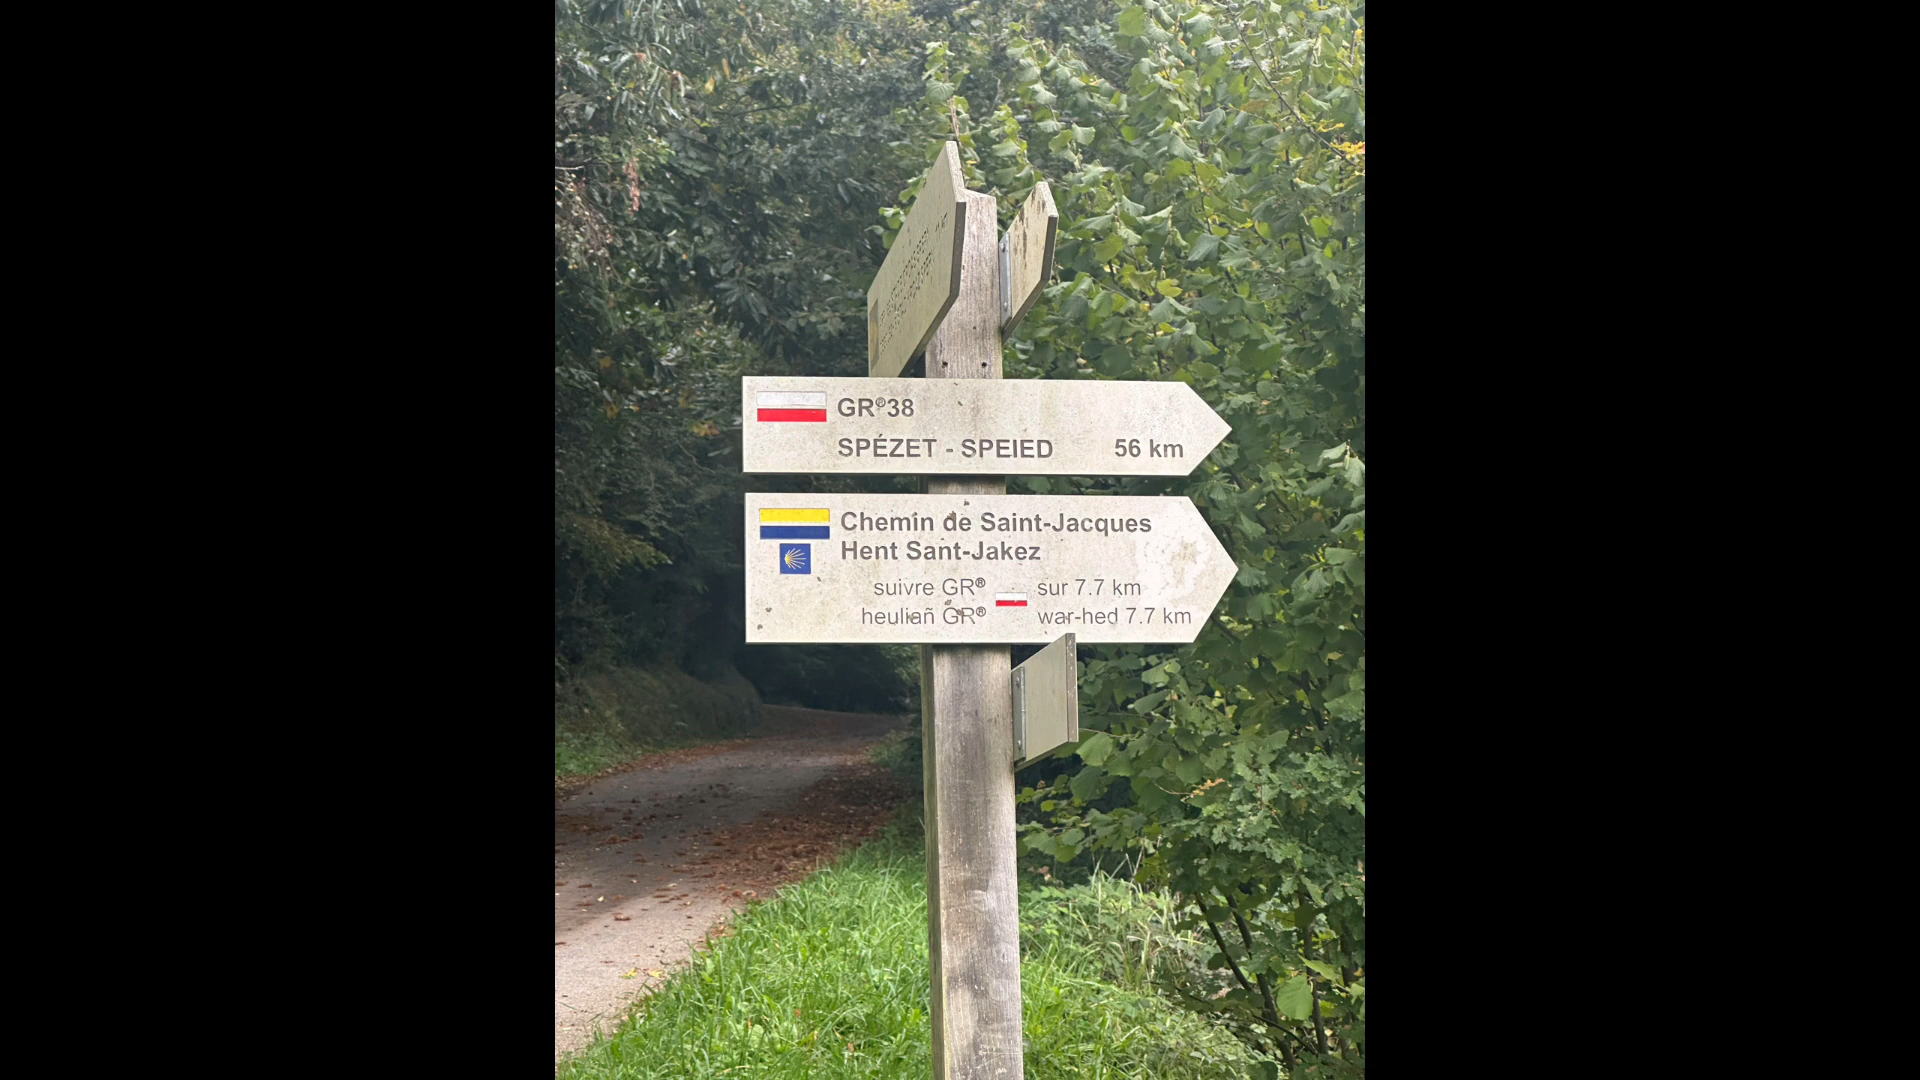 GR®38
SPÉZET - SPEIED 56 km
Chemin de Saint-Jacques
Hent Sant-Jakez
suivre GR® sur 7.7 km
heuliañ GR® war-hed 7.7 km